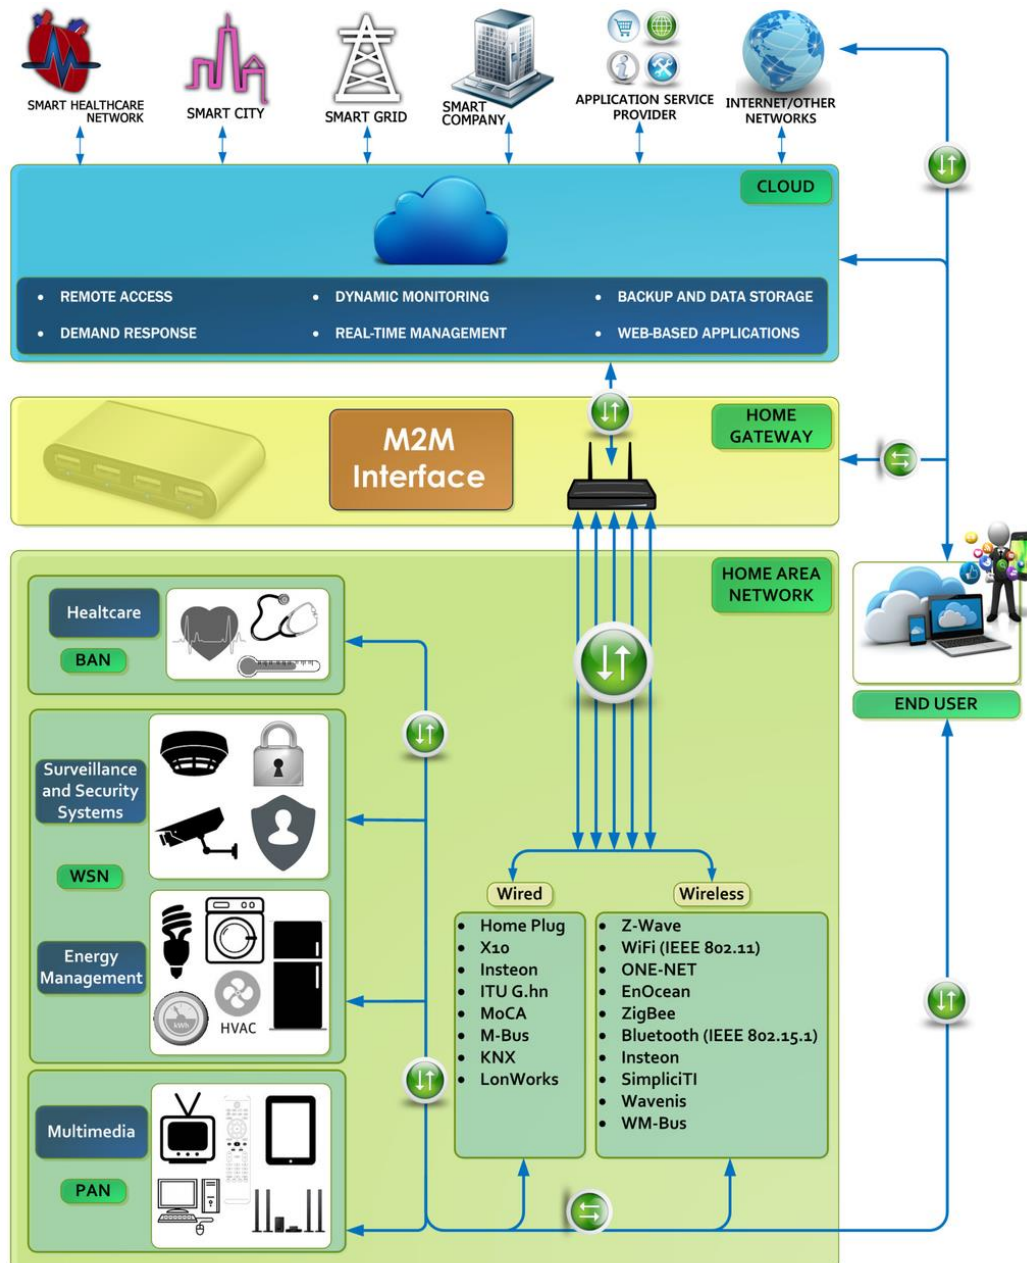 SMART HEALTHCARE
NETWORK
SMART CITY
SMART GRID
SMART
COMPANY
APPLICATION SERVICE
PROVIDER
INTERNET/OTHER
NETWORKS
CLOUD
• REMOTE ACCESS
• DYNAMIC MONITORING
• BACKUP AND DATA STORAGE
• DEMAND RESPONSE
• REAL-TIME MANAGEMENT
• WEB-BASED APPLICATIONS
M2M
Interface
HOME
GATEWAY
HOME AREA
NETWORK
Healtcare
BAN
END USER
Surveillance
and Security
Systems
WSN
Energy
Management
kWh
HVAC
Multimedia
PAN
Wired
• Home Plug
• X10
• Insteon
• ITU G.hn
• MoCA
• M-Bus
• KNX
• LonWorks
Wireless
• Z-Wave
• WiFi (IEEE 802.11)
• ONE-NET
• EnOcean
• ZigBee
• Bluetooth (IEEE 802.15.1)
• Insteon
• SimpliciTI
• Wavenis
• WM-Bus